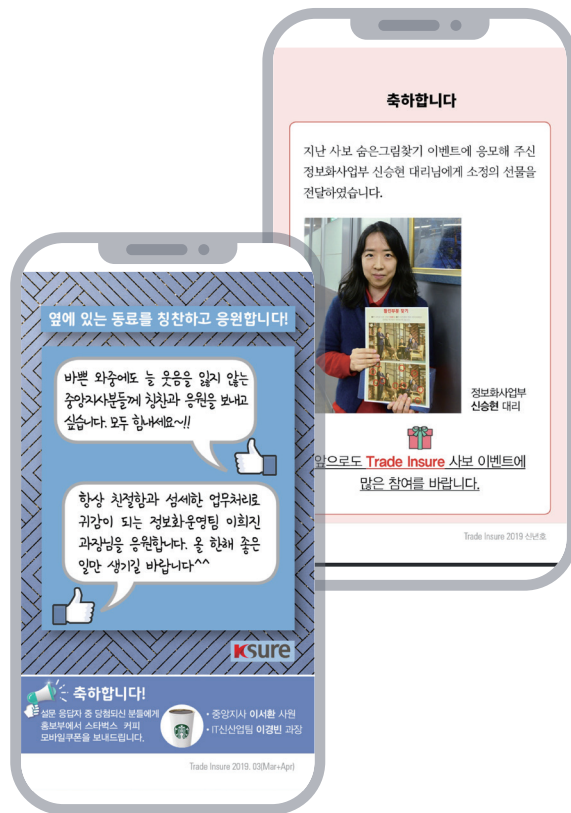 축하합니다
지난 사보 숨은그림찾기 이벤트에 응모해 주신
정보화사업부 신승현 대리님에게 소정의 선물을
전달하였습니다.
틀린부분 찾기
정보화사업부
신승현 대리
앞으로도 Trade Insure 사보 이벤트에
많은 참여를 바랍니다.
Trade Insure 2019 신년호
옆에 있는 동료를 칭찬하고 응원합니다!
바쁜 와중에도 늘 웃음을 잃지 않는
중앙지사분들께 칭찬과 응원을 보내고
싶습니다. 모두 힘내세요~!!
항상 친절함과 섬세한 업무처리로
귀감이 되는 정보화운영팀 이희진
과장님을 응원합니다. 올 한해 좋은
일만 생기길 바랍니다^^
Ksure
축하합니다!
설문 응답자 중 당첨되신 분들에게
홍보부에서 스타벅스 커피
모바일쿠폰을 보내드립니다.
· 중앙지사 이서환 사원
· IT신산업팀 이경빈 과장
Trade Insure 2019. 03(Mar+Apr)